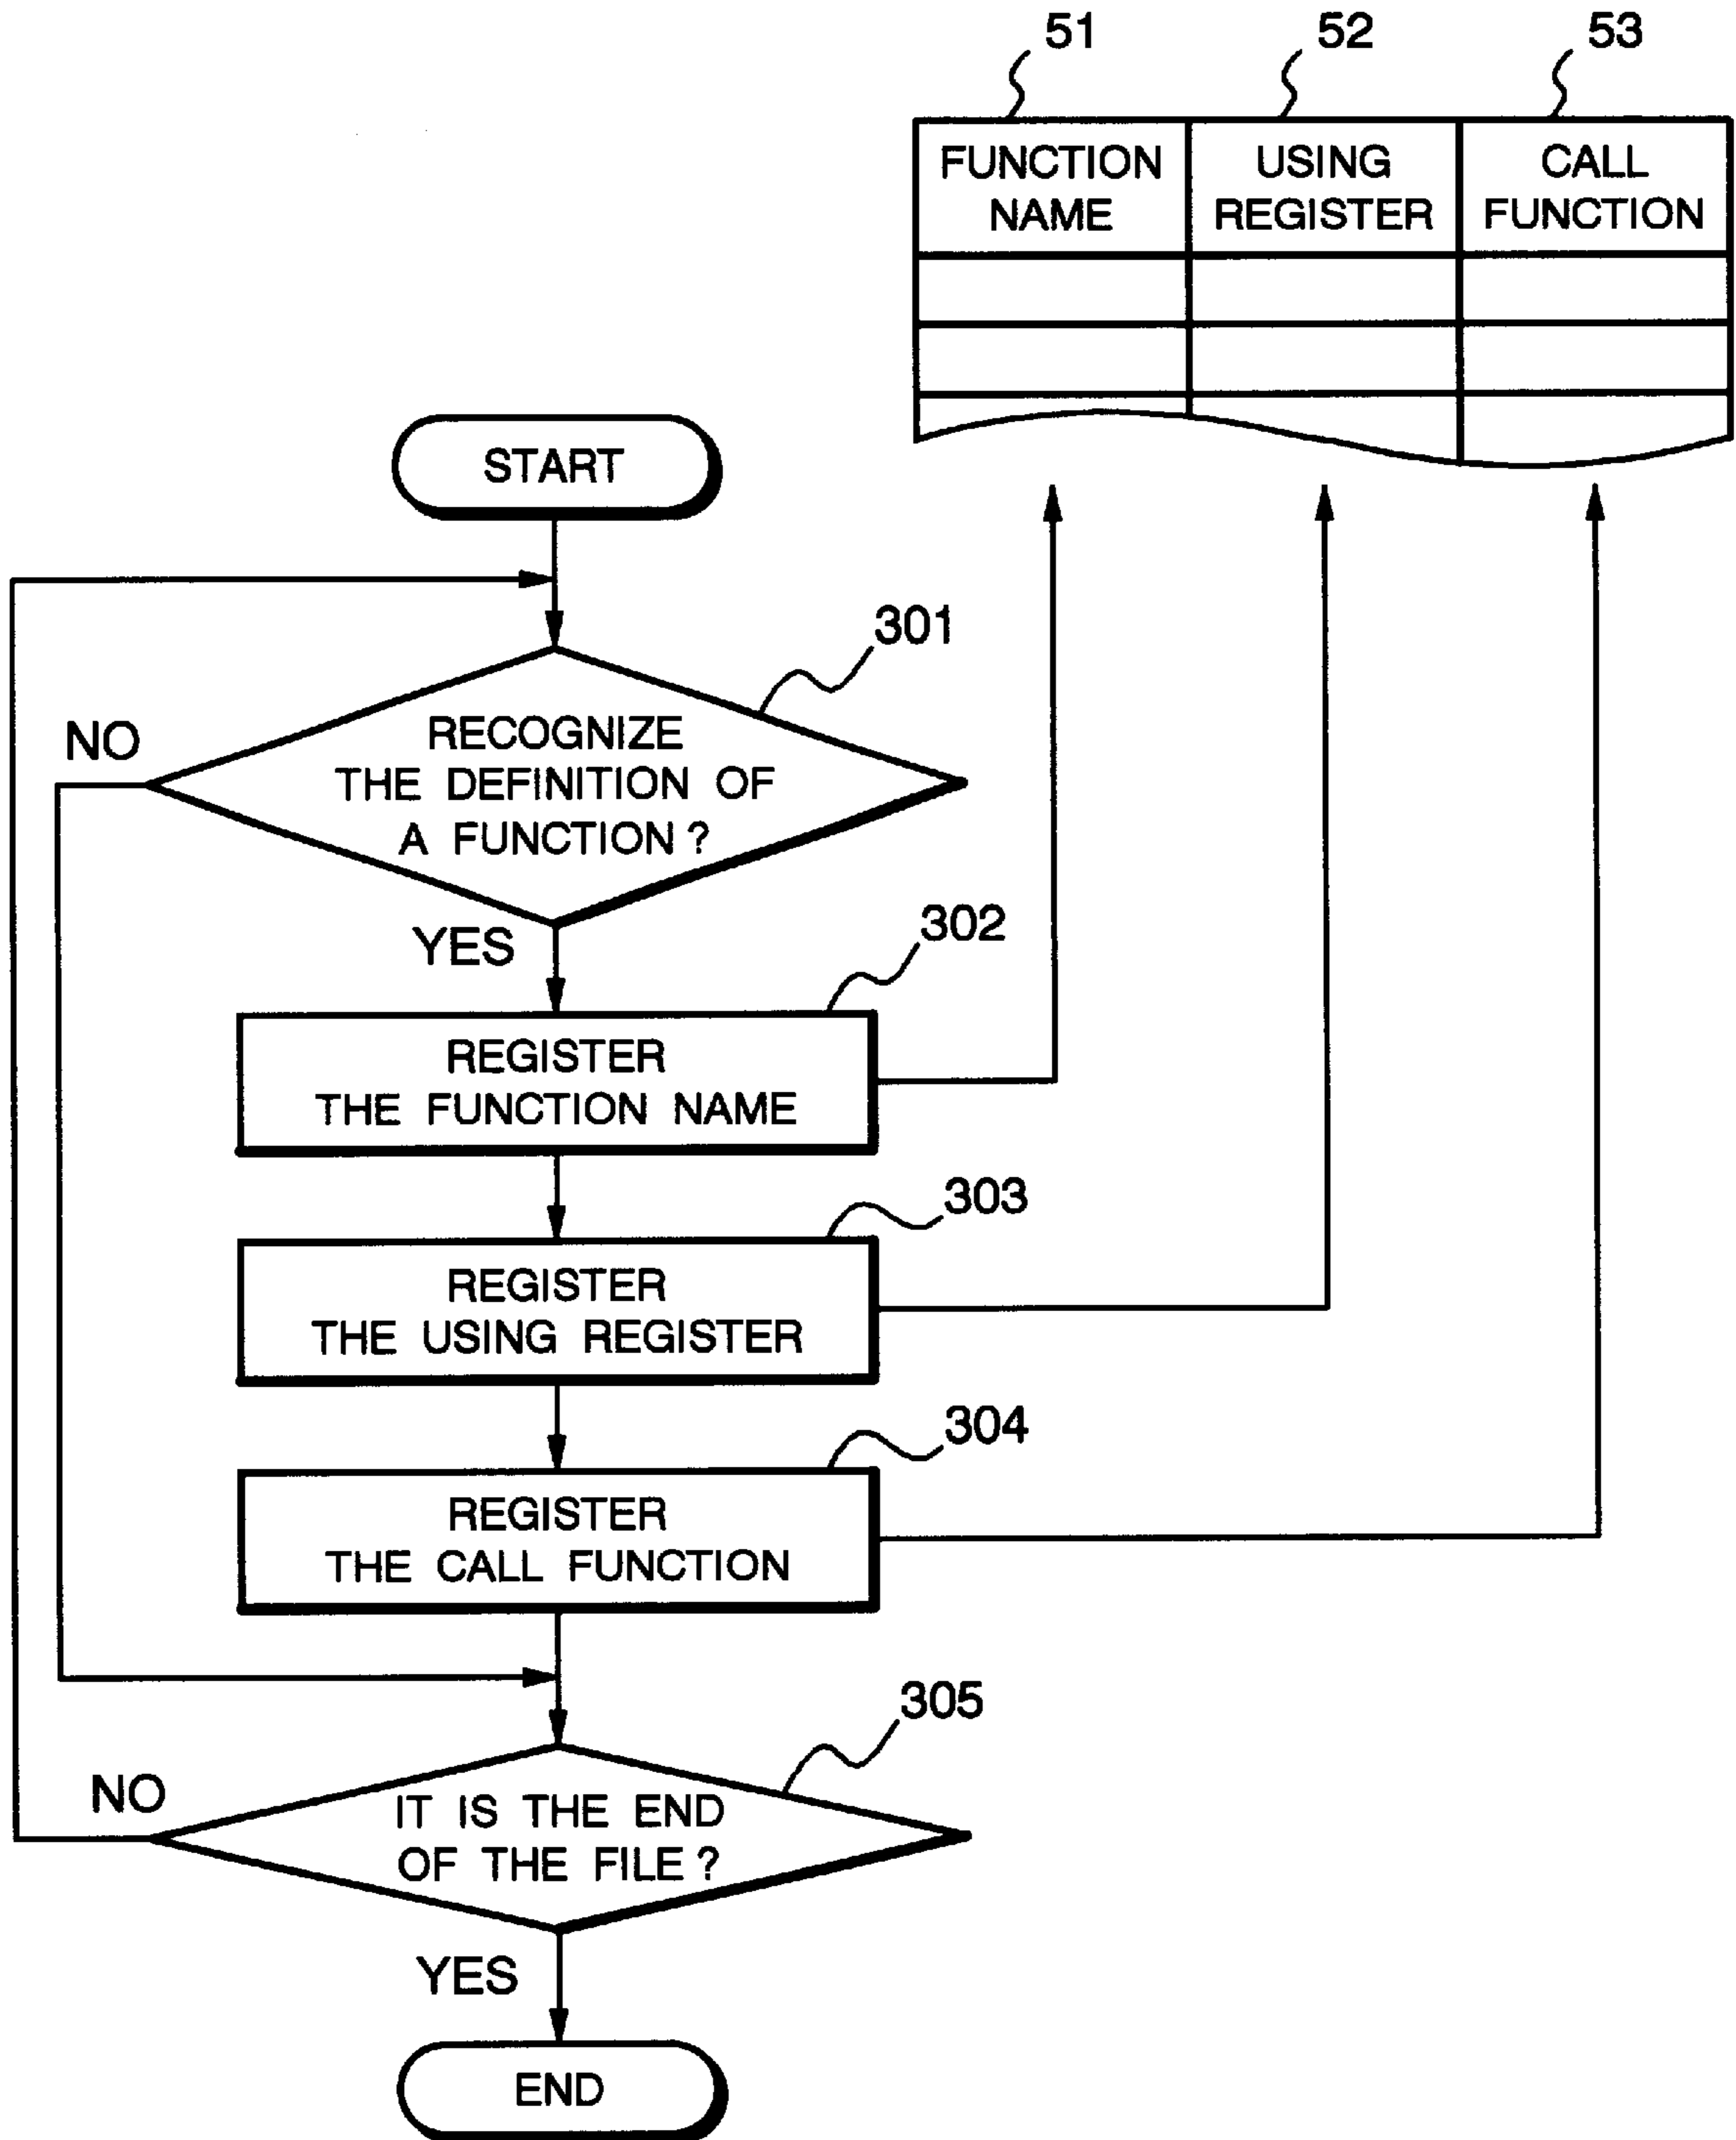 51
52
53
FUNCTION
NAME
USING
REGISTER
CALL
FUNCTION
START
301
NO
RECOGNIZE
THE DEFINITION OF
A FUNCTION ?
YES
302
REGISTER
THE FUNCTION NAME
303
REGISTER
THE USING REGISTER
304
REGISTER
THE CALL FUNCTION
305
NO
IT IS THE END
OF THE FILE ?
YES
END